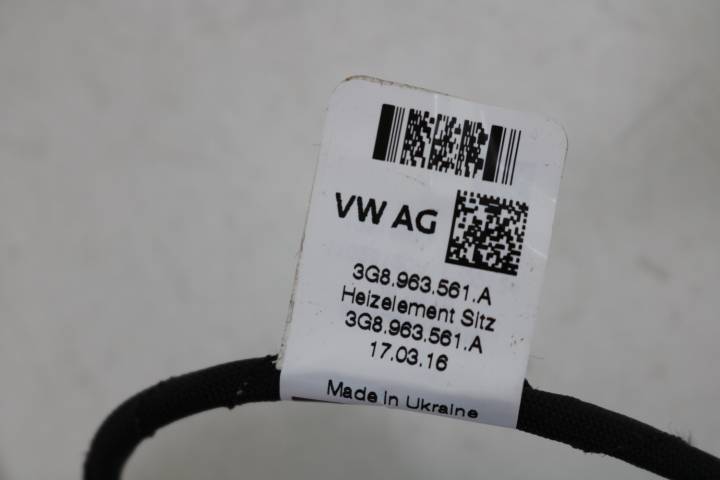 VW AG
3G8.963.561.A
Heizelement Sitz
3G8.963.561.A
17.03.16
Made in Ukraine